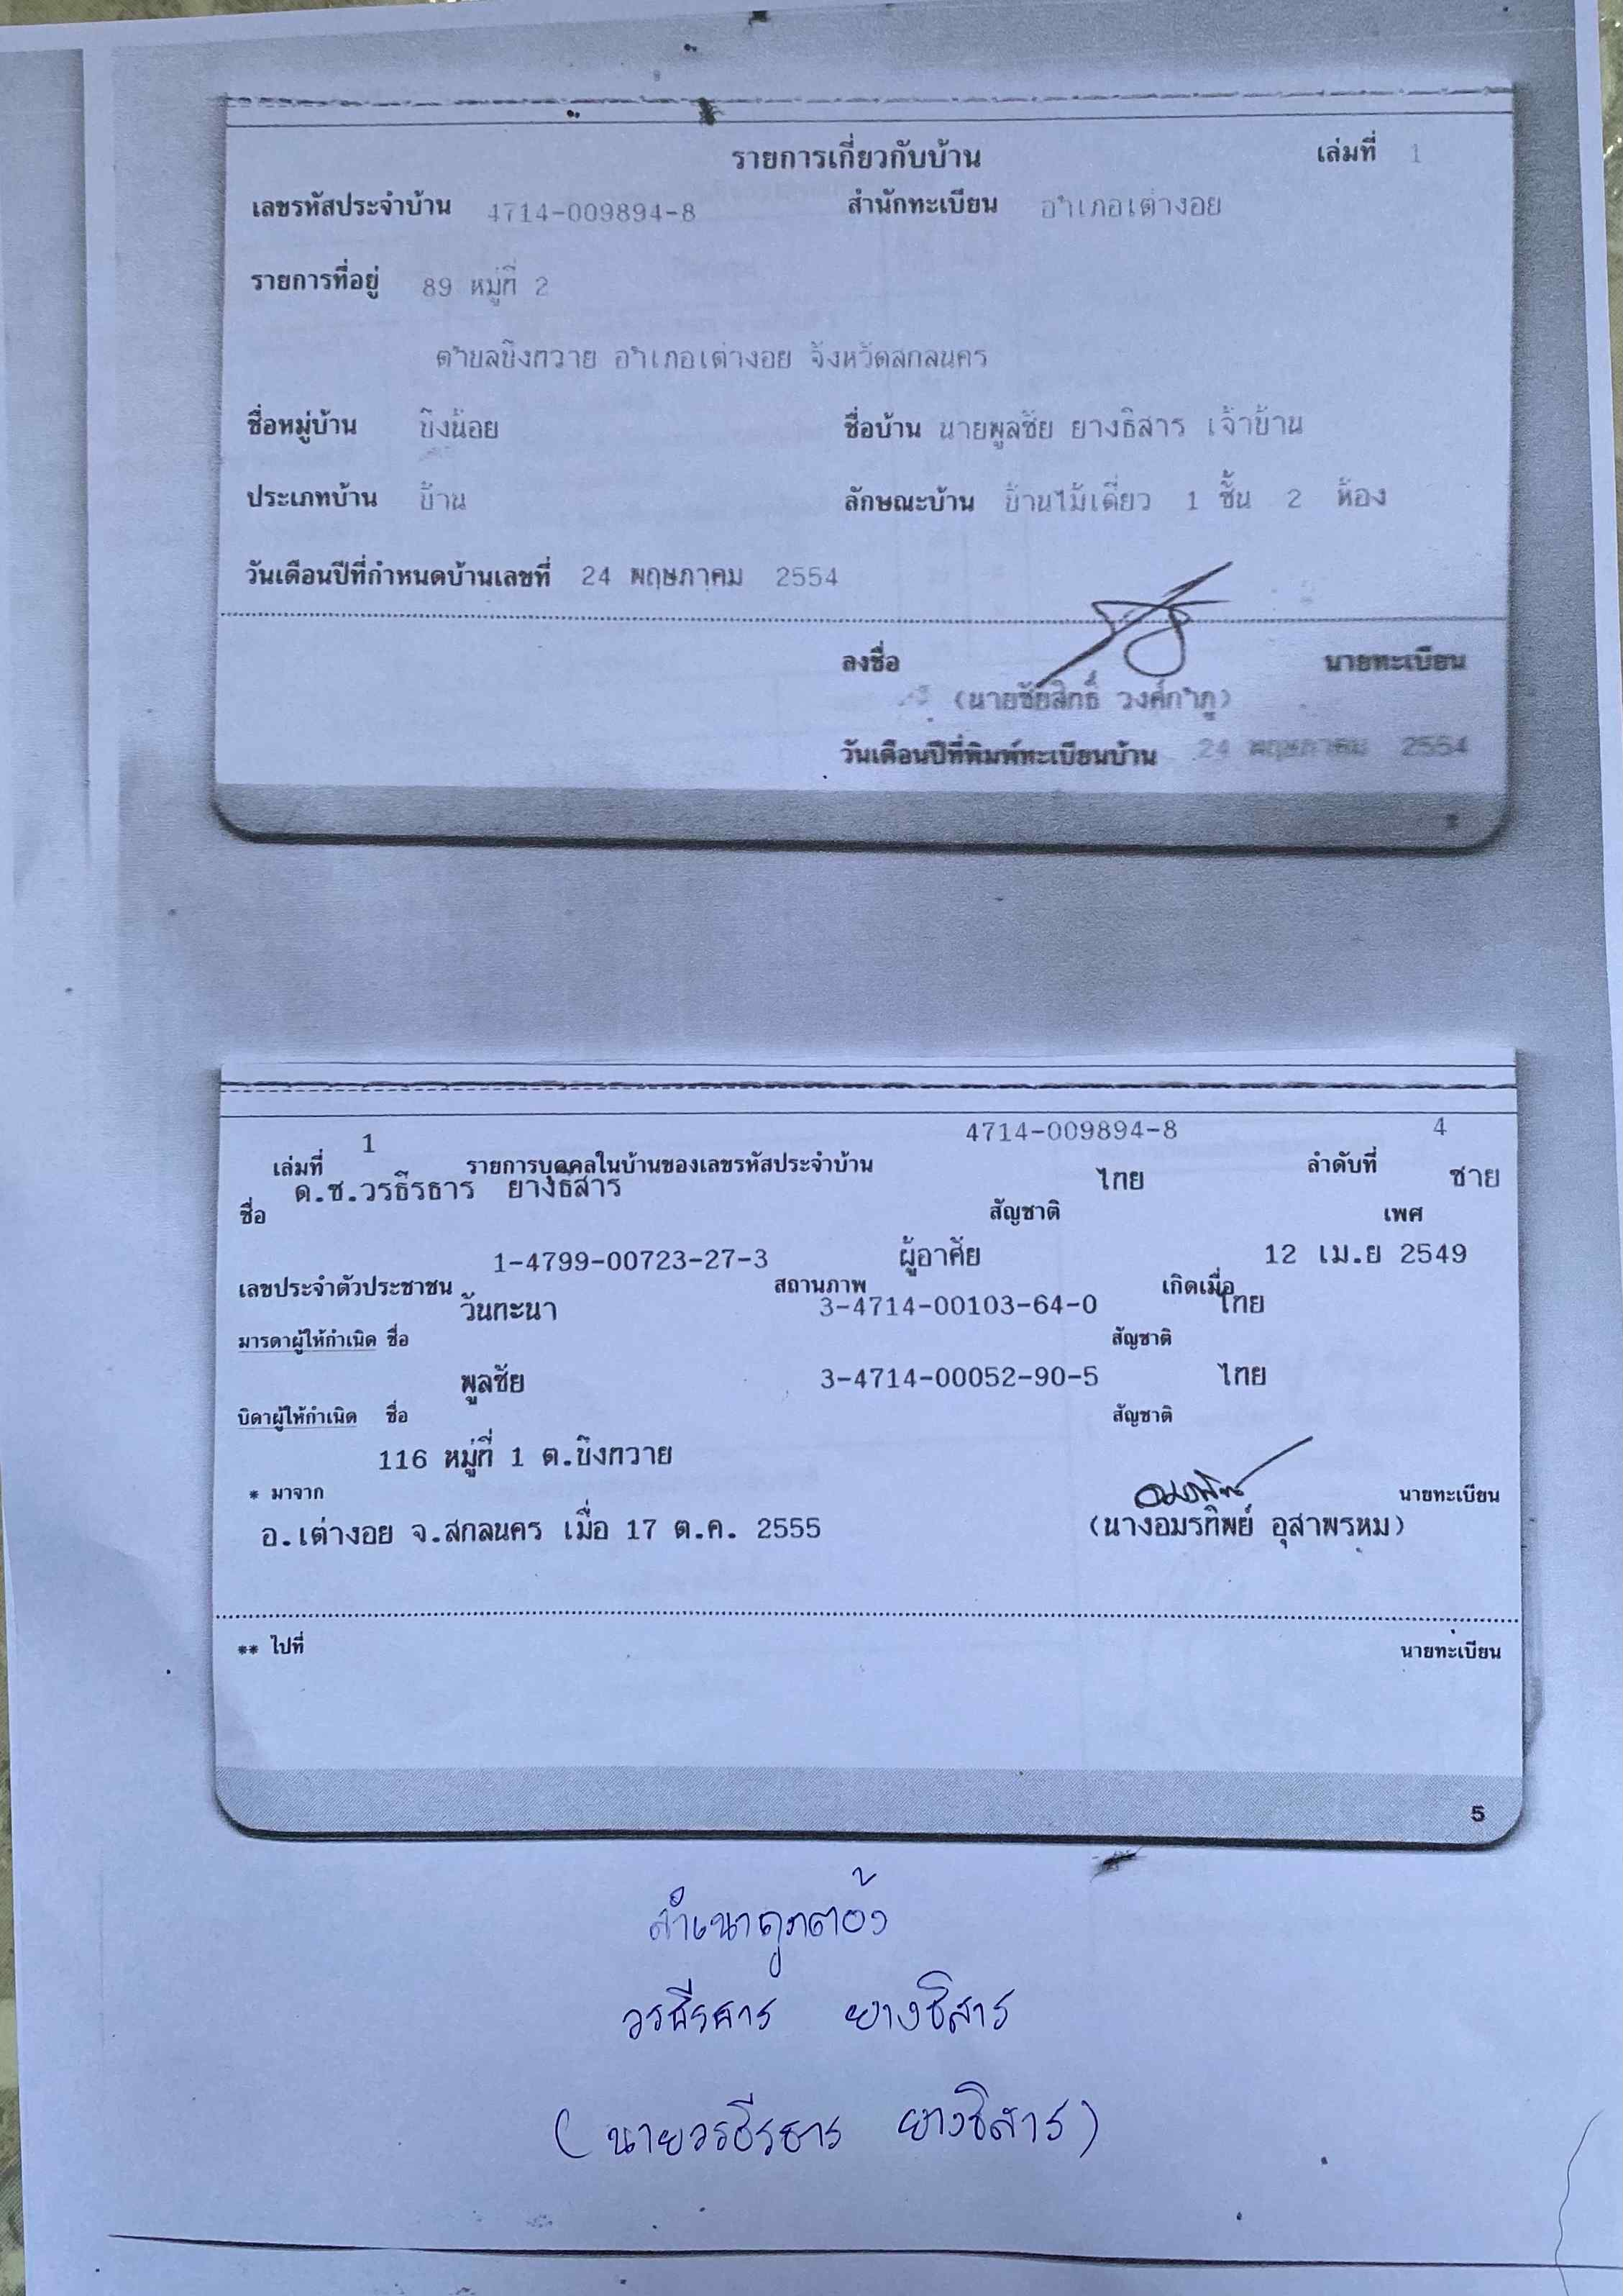 รายการเกี่ยวกับบ้าน เล่มที่ 1
เลขรหัสประจำบ้าน 4714-009894-8 สำนักทะเบียน อำเภอเต่างอย
รายการที่อยู่ 89 หมู่ที่ 2
ตำบลบึงทวาย อำเภอเต่างอย จังหวัดสกลนคร
ชื่อหมู่บ้าน บึงน้อย ชื่อบ้าน นายพูลชัย ยางธิสาร เจ้าบ้าน
ประเภทบ้าน บ้าน ลักษณะบ้าน บ้านไม้เดี่ยว 1 ชั้น 2 ห้อง
วันเดือนปีที่กำหนดบ้านเลขที่ 24 พฤษภาคม 2554
ลงชื่อ นายทะเบียน
(นายชัยสิทธิ์ วงศ์กาภู)
วันเดือนปีที่พิมพ์ทะเบียนบ้าน 24 พฤษภาคม 2554
เล่มที่ 1 รายการบุคคลในบ้านของเลขรหัสประจำบ้าน 4714-009894-8 ลำดับที่ 4
ชื่อ ด.ช.วรธีรธาร ยางธิสาร สัญชาติ ไทย เพศ ชาย
เลขประจำตัวประชาชน 1-4799-00723-27-3 สถานภาพ ผู้อาศัย เกิดเมื่อ 12 เม.ย 2549
มารดาผู้ให้กำเนิด ชื่อ วันทะนา 3-4714-00103-64-0 สัญชาติ ไทย
บิดาผู้ให้กำเนิด ชื่อ พูลชัย 3-4714-00052-90-5 สัญชาติ ไทย
* มาจาก 116 หมู่ที่ 1 ต.บึงทวาย นายทะเบียน
อ.เต่างอย จ.สกลนคร เมื่อ 17 ต.ค. 2555 (นางอมรทิพย์ อุสาพรหม)
** ไปที่ นายทะเบียน
5
สำเนาถูกต้อง
วรธีรธาร ยางธิสาร
(นายวรธีรธาร ยางธิสาร)